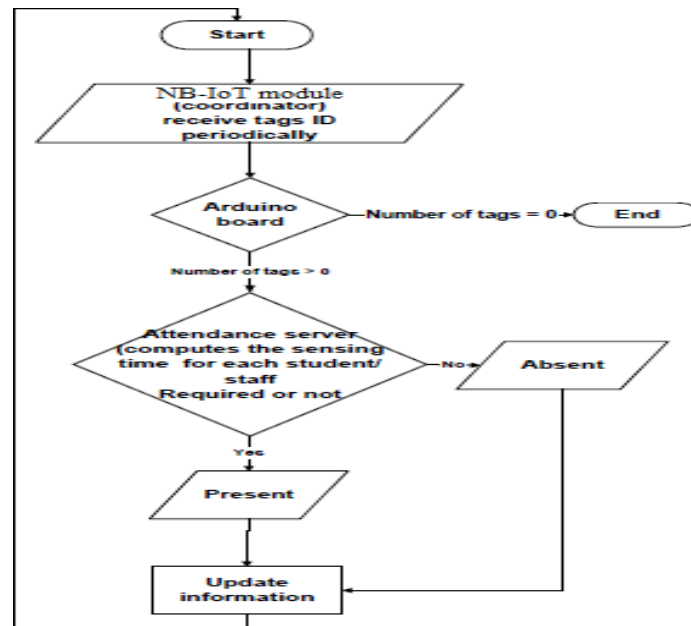 Start
NB-IoT module
(coordinator)
receive tags ID
periodically
Arduino
board
Number of tags = 0
End
Number of tags > 0
Attendance server
(computes the sensing
time for each student/
staff
Required or not
No
Absent
Yes
Present
Update
information